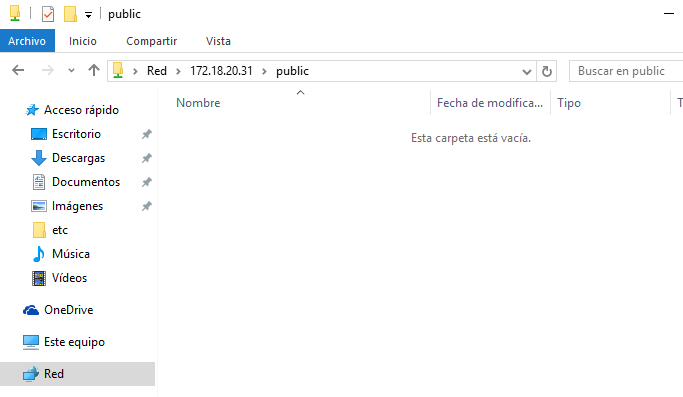 public
Archivo Inicio Compartir Vista
Red 172.18.20.31 public Buscar en public
Nombre Fecha de modifica... Tipo T
Esta carpeta está vacía.
Acceso rápido
Escritorio
Descargas
Documentos
Imágenes
etc
Música
Vídeos
OneDrive
Este equipo
Red